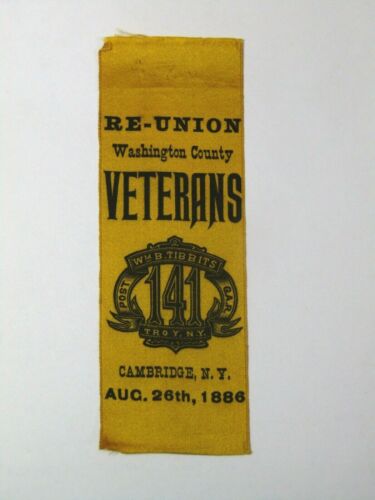 RE-UNION
Washington County
VETERANS
WM B. TIBBITS
POST 141 G.A.R.
TROY, N.Y.
CAMBRIDGE, N. Y.
AUG. 26th, 1886